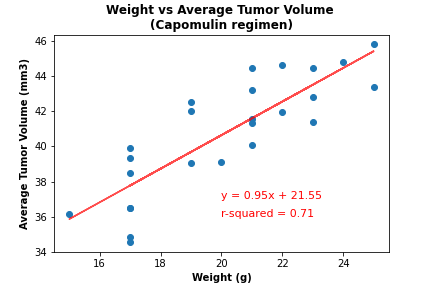 Weight vs Average Tumor Volume
(Capomulin regimen)
Average Tumor Volume (mm3)
46
44
42
40
38
36
34
y = 0.95x + 21.55
r-squared = 0.71
16
18
20
22
24
Weight (g)